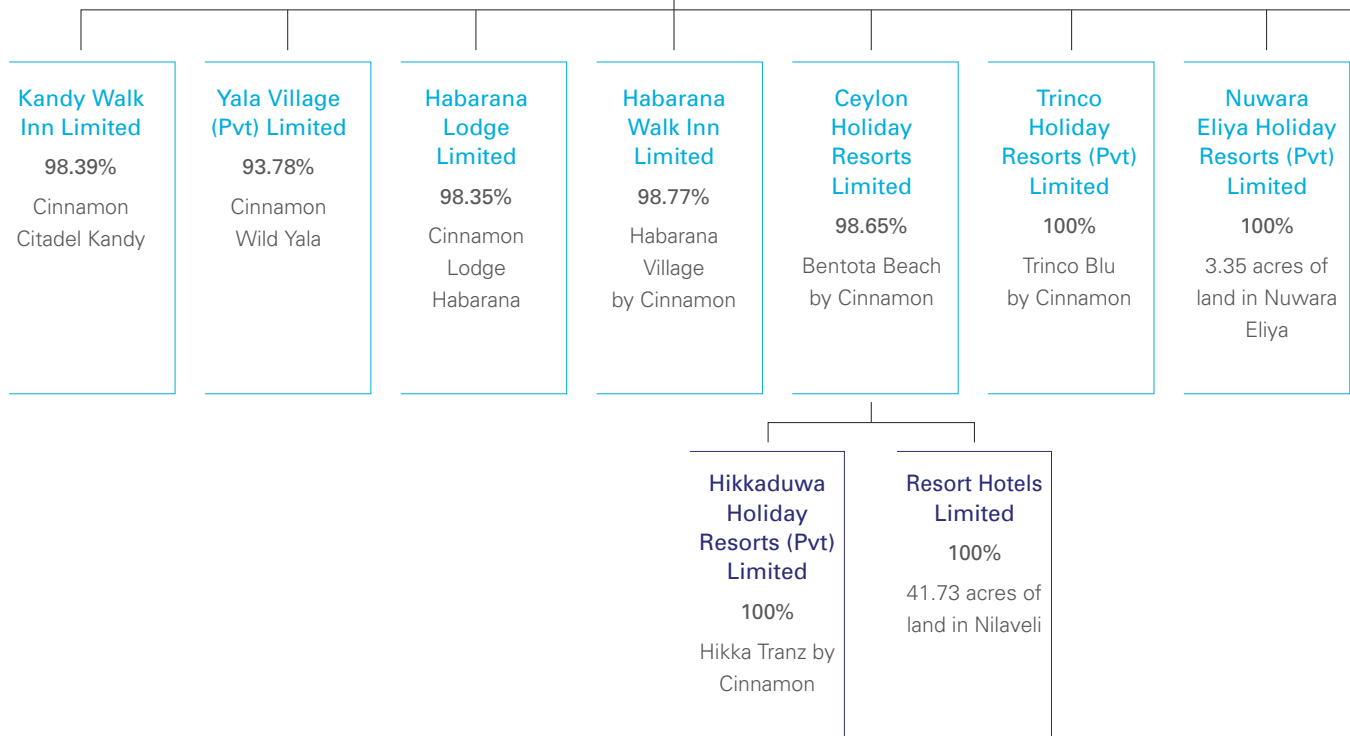 Kandy Walk
Inn Limited
98.39%
Cinnamon
Citadel Kandy
Yala Village
(Pvt) Limited
93.78%
Cinnamon
Wild Yala
Habarana
Lodge
Limited
98.35%
Cinnamon
Lodge
Habarana
Habarana
Walk Inn
Limited
98.77%
Habarana
Village
by Cinnamon
Ceylon
Holiday
Resorts
Limited
98.65%
Bentota Beach
by Cinnamon
Trinco
Holiday
Resorts (Pvt)
Limited
100%
Trinco Blu
by Cinnamon
Nuwara
Eliya Holiday
Resorts (Pvt)
Limited
100%
3.35 acres of
land in Nuwara
Eliya
Hikkaduwa
Holiday
Resorts (Pvt)
Limited
100%
Hikka Tranz by
Cinnamon
Resort Hotels
Limited
100%
41.73 acres of
land in Nilaveli